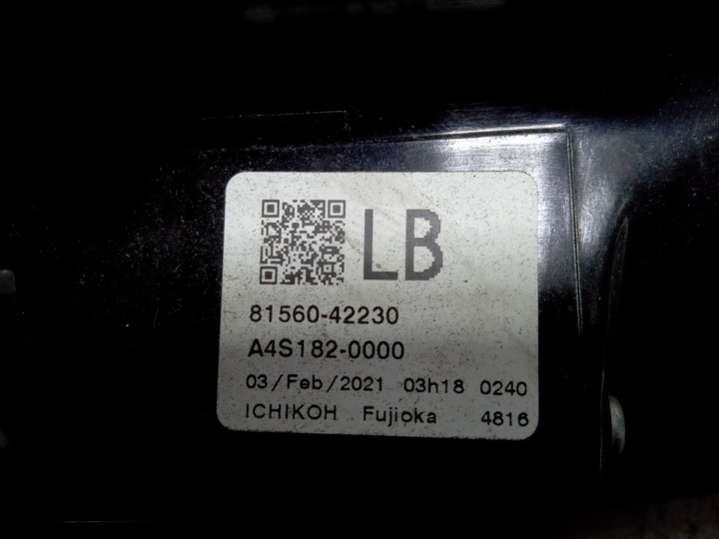 LB
81560-42230
A4S182-0000
03/Feb/2021 03h18 0240
ICHIKOH Fujioka 4816